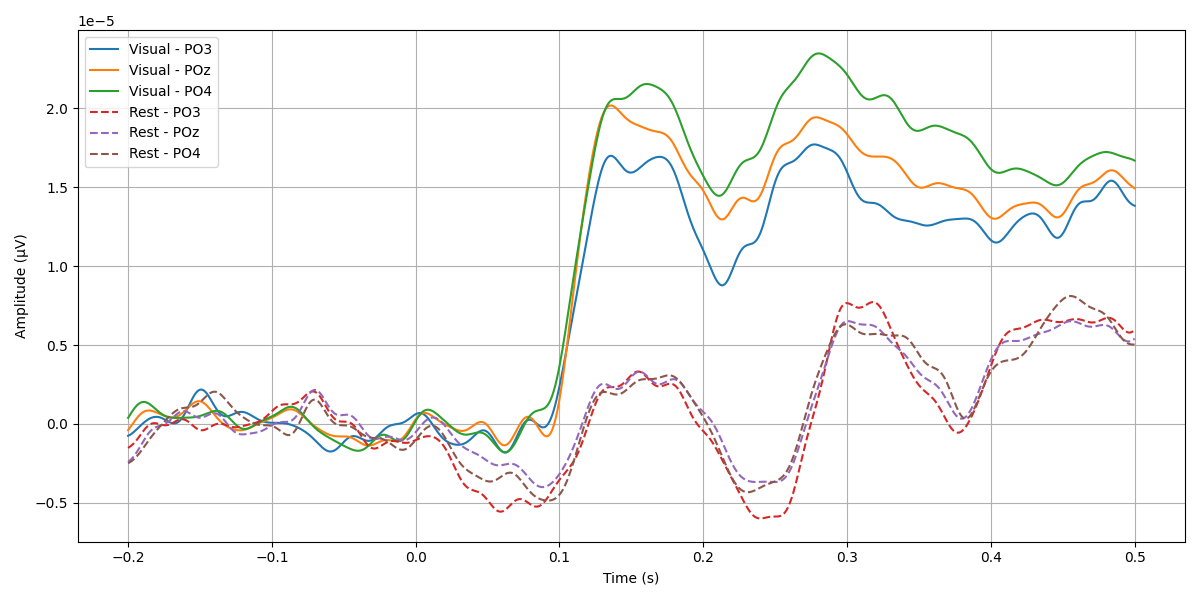 1e−5
Visual - PO3
Visual - POz
Visual - PO4
Rest - PO3
Rest - POz
Rest - PO4
Amplitude (µV)
2.0
1.5
1.0
0.5
0.0
−0.5
−0.2 −0.1 0.0 0.1 0.2 0.3 0.4 0.5
Time (s)